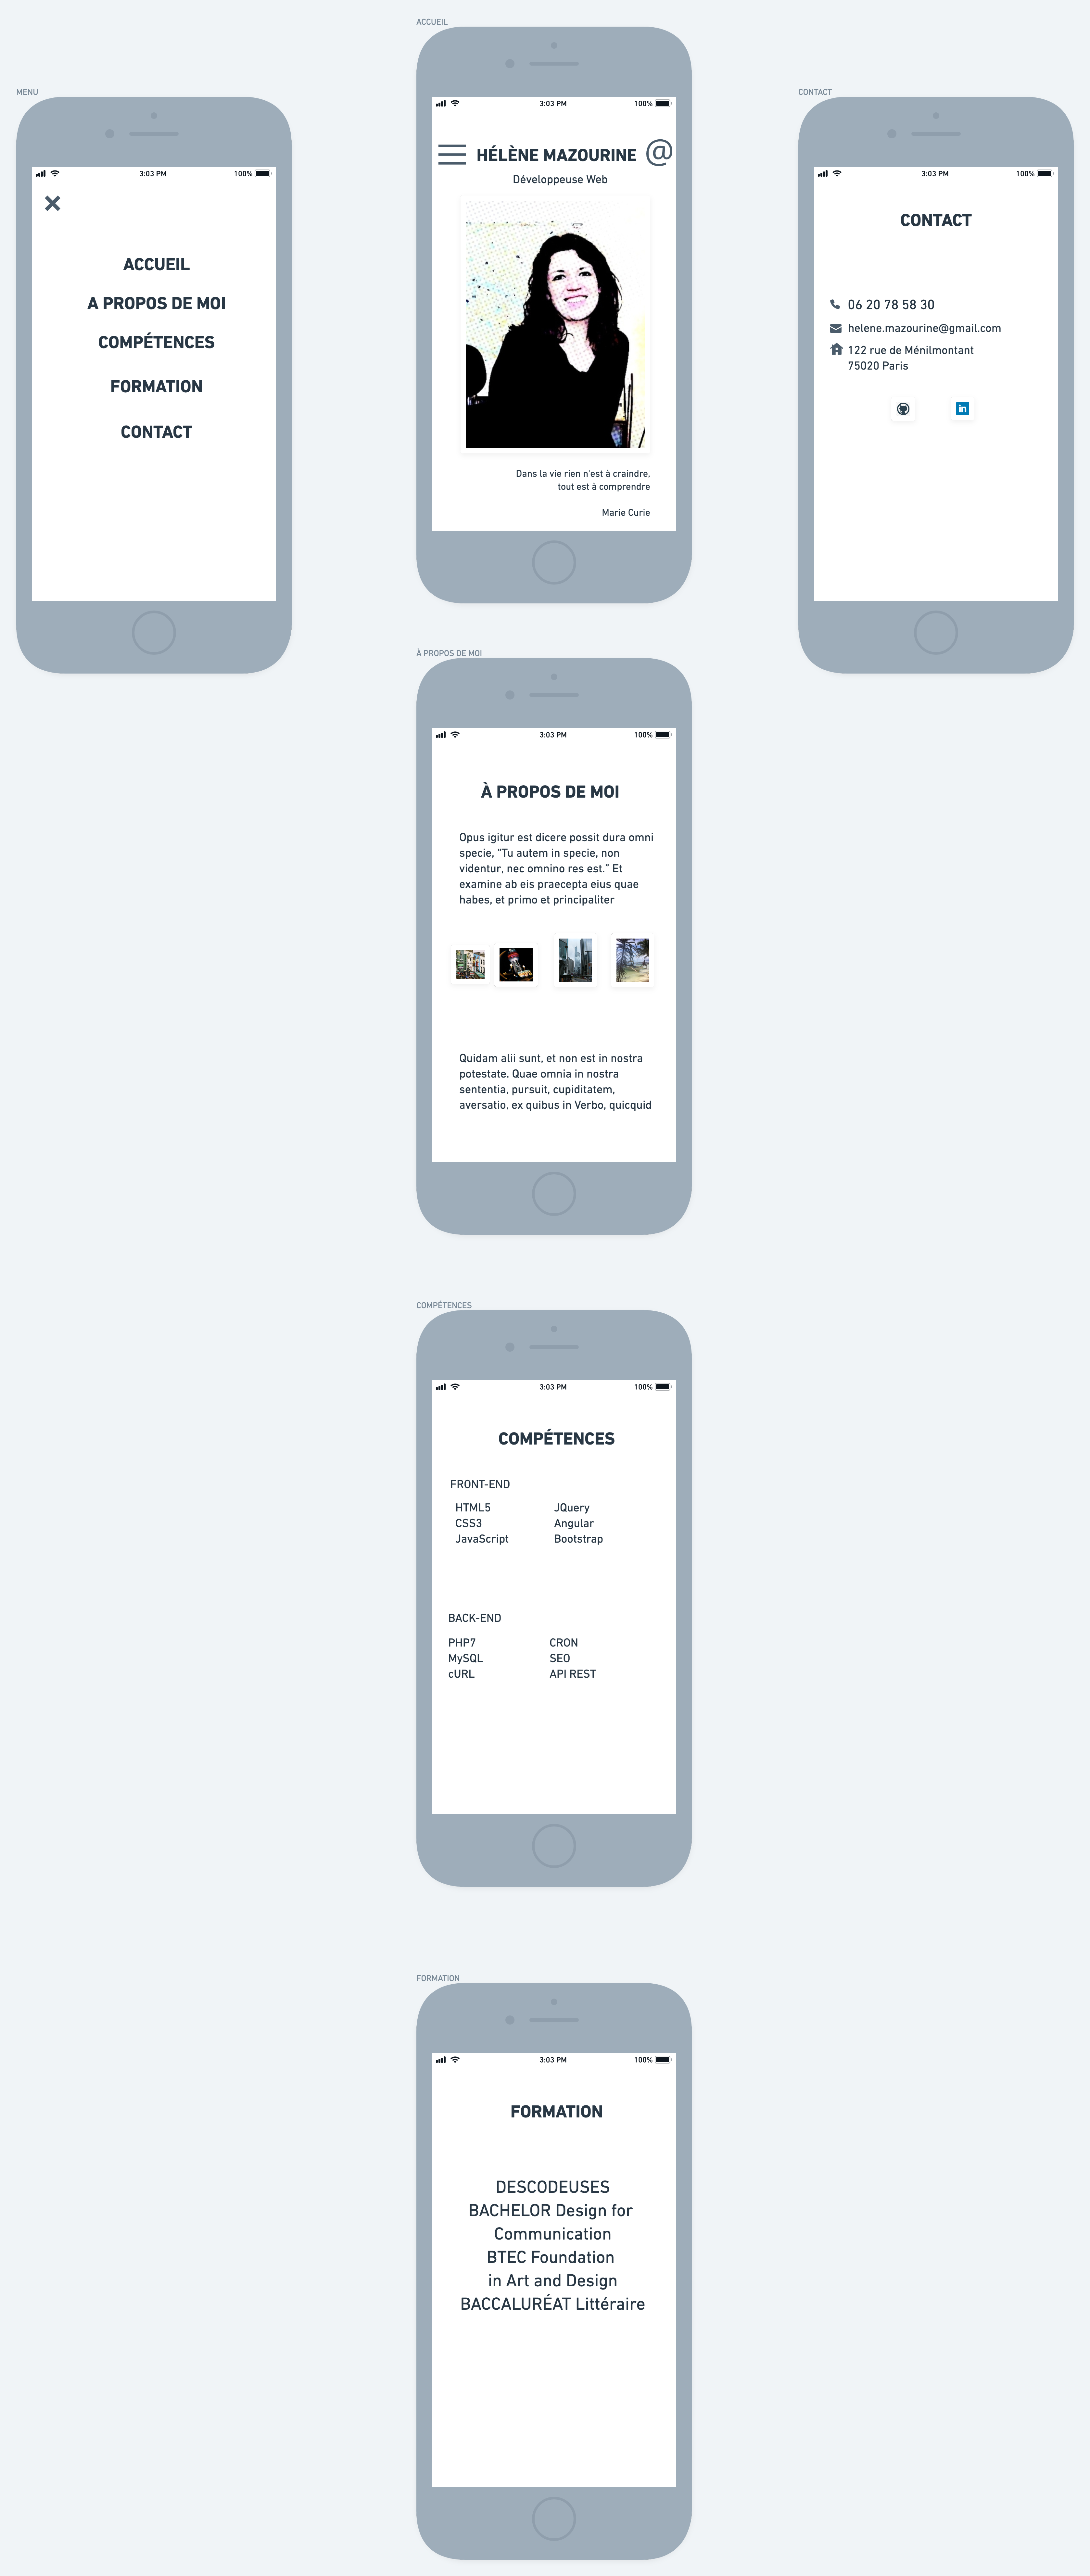 MENU
3:03 PM
100%
ACCUEIL
A PROPOS DE MOI
COMPÉTENCES
FORMATION
CONTACT
ACCUEIL
3:03 PM
100%
HÉLÈNE MAZOURINE @
Développeuse Web
Dans la vie rien n'est à craindre,
tout est à comprendre
Marie Curie
CONTACT
3:03 PM
100%
CONTACT
06 20 78 58 30
helene.mazourine@gmail.com
122 rue de Ménilmontant
75020 Paris
in
À PROPOS DE MOI
3:03 PM
100%
À PROPOS DE MOI
Opus igitur est dicere possit dura omni
specie, “Tu autem in specie, non
videntur, nec omnino res est.” Et
examine ab eis praecepta eius quae
habes, et primo et principaliter
Quidam alii sunt, et non est in nostra
potestate. Quae omnia in nostra
sententia, pursuit, cupiditatem,
aversatio, ex quibus in Verbo, quicquid
COMPÉTENCES
3:03 PM
100%
COMPÉTENCES
FRONT-END
HTML5
CSS3
JavaScript
JQuery
Angular
Bootstrap
BACK-END
PHP7
MySQL
cURL
CRON
SEO
API REST
FORMATION
3:03 PM
100%
FORMATION
DESCODEUSES
BACHELOR Design for
Communication
BTEC Foundation
in Art and Design
BACCALURÉAT Littéraire